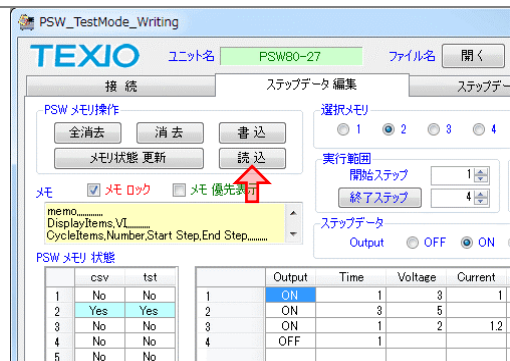 PSW_TestMode_Writing
TEXIO ユニット名 PSW80-27 ファイル名 開く
接 続 ステップデータ 編集 ステップデー
PSW メモリ操作 選択メモリ
全消去 消 去 書 込 1 2 3 4
メモリ状態 更新 読 込 実行範囲
開始ステップ 1
メモ メモ ロック メモ 優先表示 終了ステップ 4
memo,,,,,,,,,,,
DisplayItems,VI,,,,,,,,,,
CycleItems,Number,Start Step,End Step,,,,,,,,,
ステップデータ
Output OFF ON
PSW メモリ 状態
csv tst Output Time Voltage Current
1 No No 1 ON 1 3 1
2 Yes Yes 2 ON 3 5
3 No No 3 ON 1 2 1.2
4 No No 4 OFF 1
5 No No